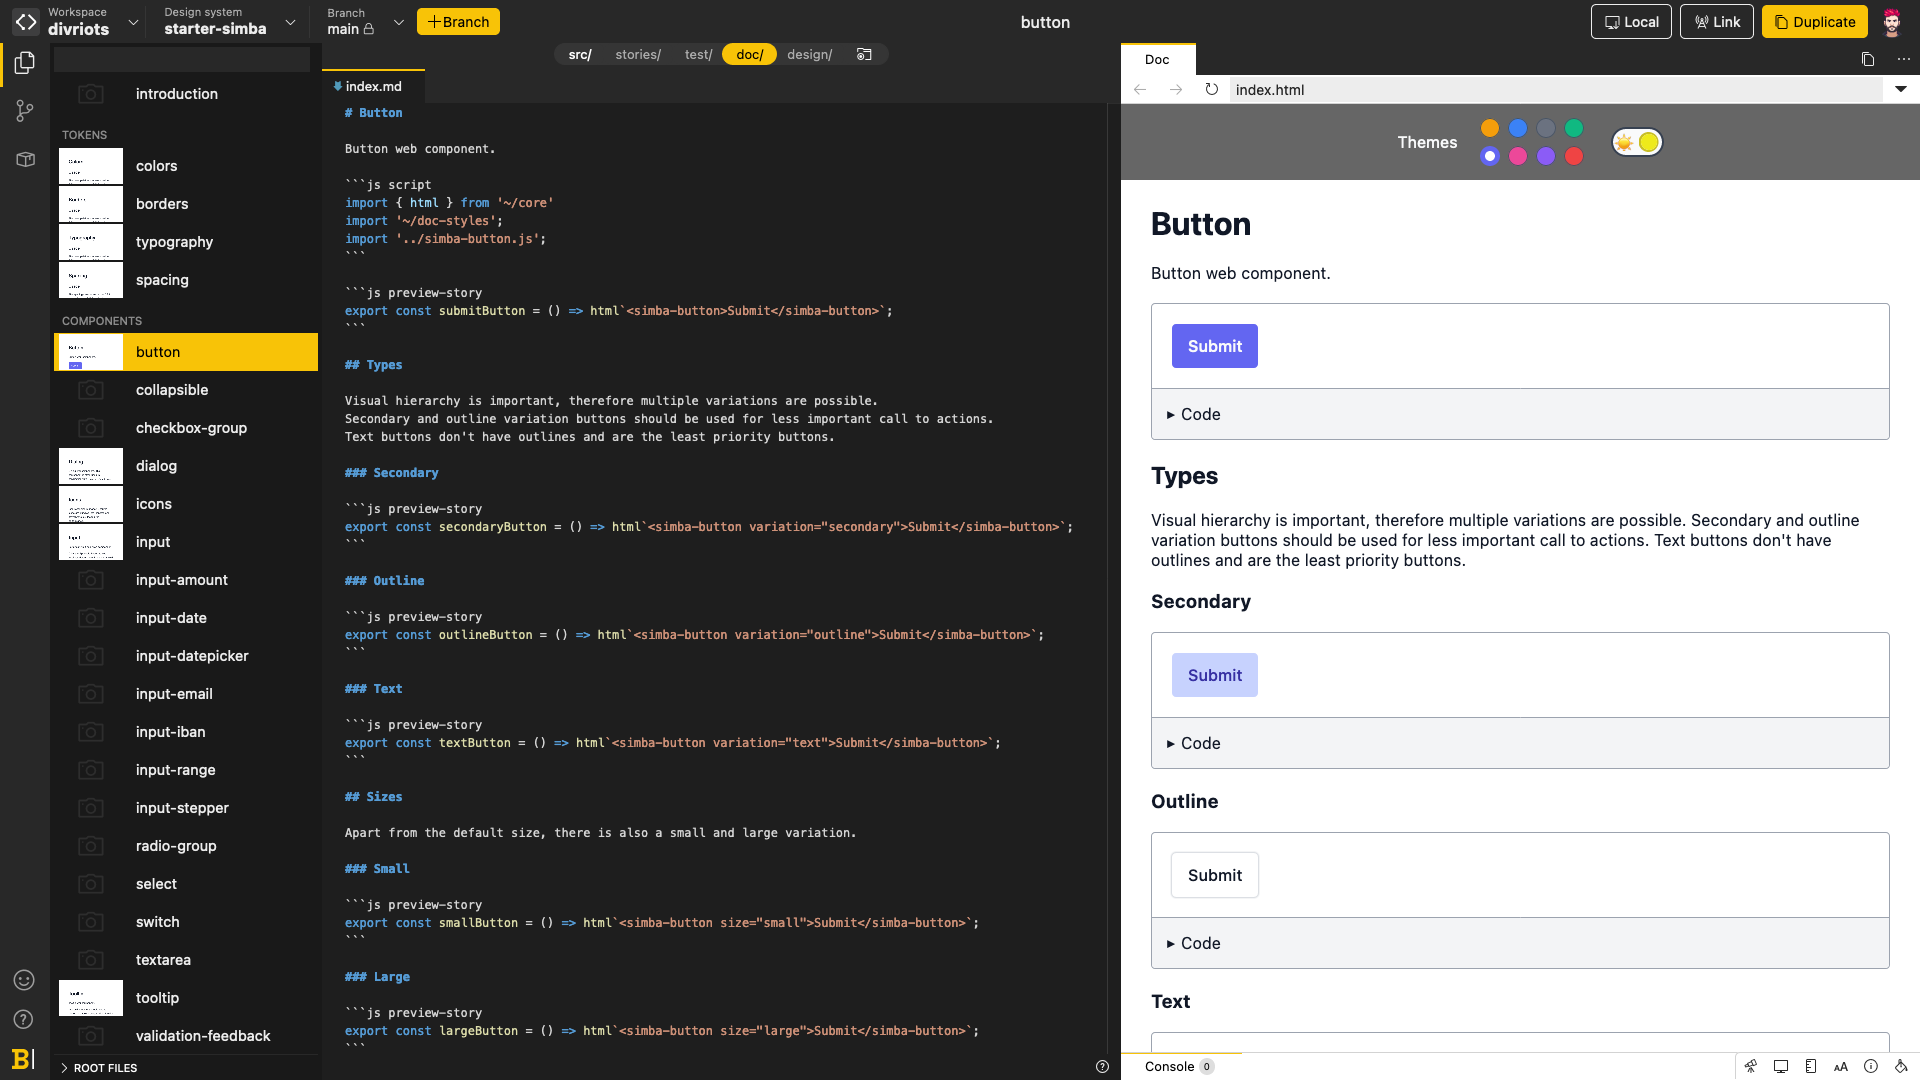 Workspace
divriots
Design system
starter-simba
Branch
main
Branch
button
Local
Link
Duplicate
introduction
TOKENS
colors
borders
typography
spacing
COMPONENTS
button
collapsible
checkbox-group
dialog
icons
input
input-amount
input-date
input-datepicker
input-email
input-iban
input-range
input-stepper
radio-group
select
switch
textarea
tooltip
validation-feedback
ROOT FILES
src/ stories/ test/ doc/ design/
index.md
# Button
Button web component.
```js script
import { html } from '~/core'
import '~/doc-styles';
import '../simba-button.js';
```
```js preview-story
export const submitButton = () => html`<simba-button>Submit</simba-button>`;
```
## Types
Visual hierarchy is important, therefore multiple variations are possible.
Secondary and outline variation buttons should be used for less important call to actions.
Text buttons don't have outlines and are the least priority buttons.
### Secondary
```js preview-story
export const secondaryButton = () => html`<simba-button variation="secondary">Submit</simba-button>`;
```
### Outline
```js preview-story
export const outlineButton = () => html`<simba-button variation="outline">Submit</simba-button>`;
```
### Text
```js preview-story
export const textButton = () => html`<simba-button variation="text">Submit</simba-button>`;
```
## Sizes
Apart from the default size, there is also a small and large variation.
### Small
```js preview-story
export const smallButton = () => html`<simba-button size="small">Submit</simba-button>`;
```
### Large
```js preview-story
export const largeButton = () => html`<simba-button size="large">Submit</simba-button>`;
```
Doc
index.html
Themes
Button
Button web component.
Submit
Code
Types
Visual hierarchy is important, therefore multiple variations are possible. Secondary and outline
variation buttons should be used for less important call to actions. Text buttons don't have
outlines and are the least priority buttons.
Secondary
Submit
Code
Outline
Submit
Code
Text
Console 0